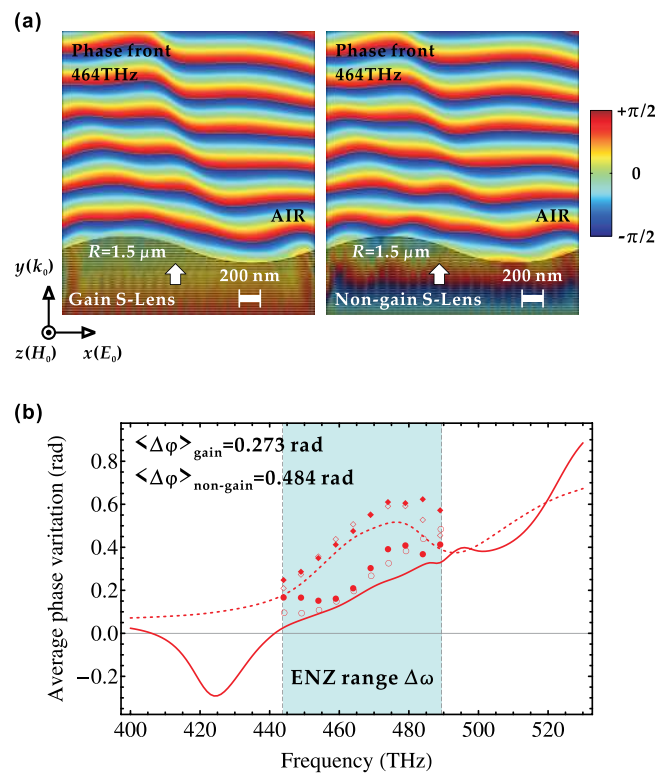 (a)
Phase front
464THz
AIR
R=1.5 μm
200 nm
Gain S-Lens
Phase front
464THz
AIR
R=1.5 μm
200 nm
Non-gain S-Lens
+π/2
0
-π/2
y(k₀)
z(H₀)
x(E₀)
(b)
<Δφ>gain=0.273 rad
<Δφ>non-gain=0.484 rad
Average phase varitation (rad)
0.8
0.6
0.4
0.2
0.0
−0.2
ENZ range Δω
400
420
440
460
480
500
520
Frequency (THz)